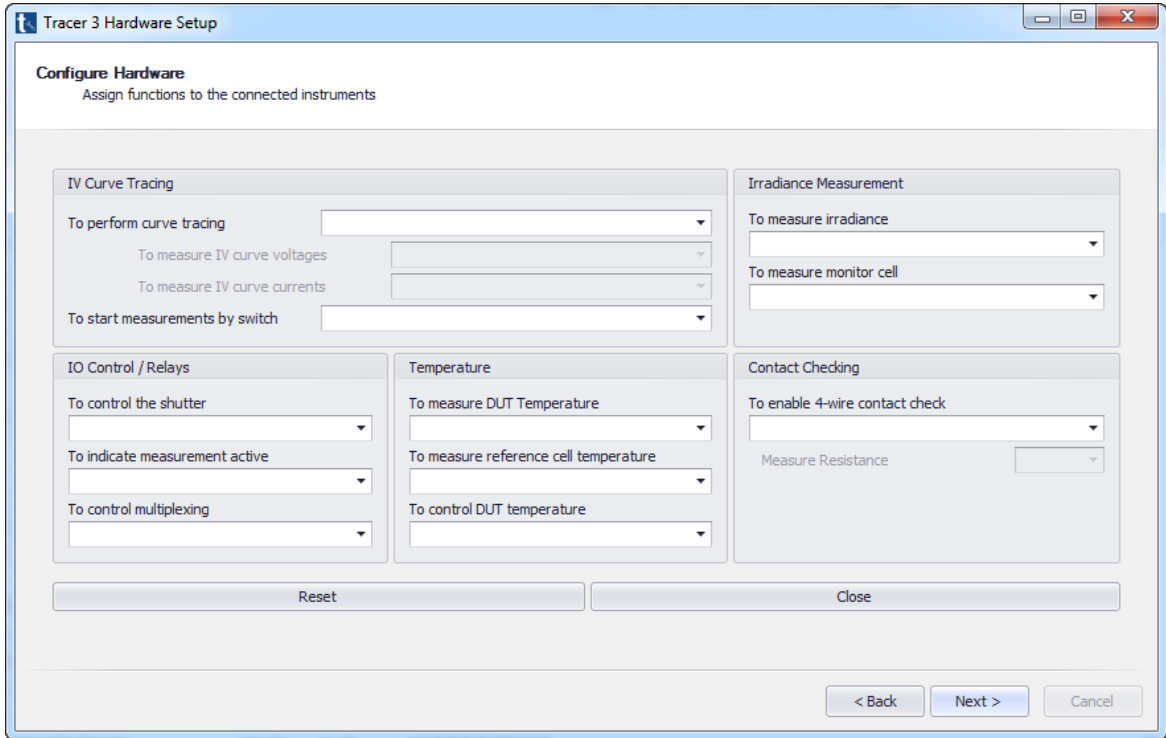 Tracer 3 Hardware Setup
Configure Hardware
Assign functions to the connected instruments
IV Curve Tracing
To perform curve tracing
To measure IV curve voltages
To measure IV curve currents
To start measurements by switch
Irradiance Measurement
To measure irradiance
To measure monitor cell
IO Control / Relays
To control the shutter
To indicate measurement active
To control multiplexing
Temperature
To measure DUT Temperature
To measure reference cell temperature
To control DUT temperature
Contact Checking
To enable 4-wire contact check
Measure Resistance
Reset
Close
< Back
Next >
Cancel